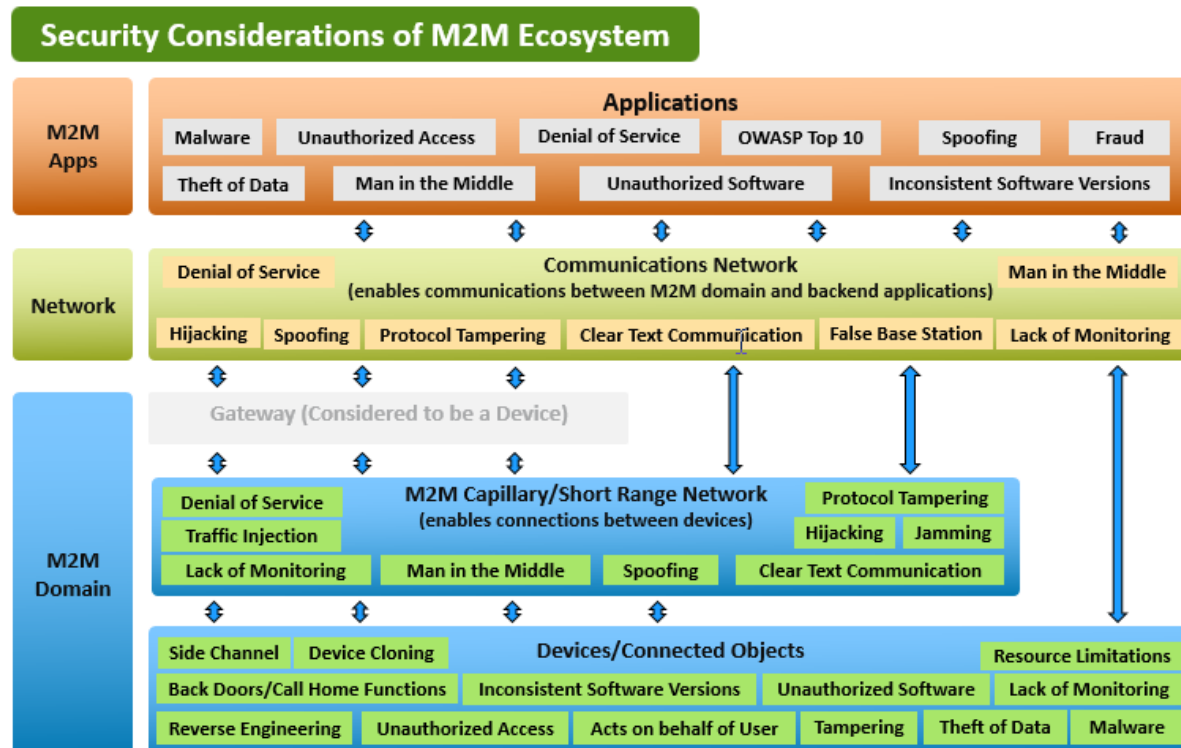 Security Considerations of M2M Ecosystem
M2M
Apps
Applications
Malware
Unauthorized Access
Denial of Service
OWASP Top 10
Spoofing
Fraud
Theft of Data
Man in the Middle
Unauthorized Software
Inconsistent Software Versions
Network
Denial of Service
Communications Network
(enables communications between M2M domain and backend applications)
Man in the Middle
Hijacking
Spoofing
Protocol Tampering
Clear Text Communication
False Base Station
Lack of Monitoring
M2M
Domain
Gateway (Considered to be a Device)
Denial of Service
Traffic Injection
M2M Capillary/Short Range Network
(enables connections between devices)
Protocol Tampering
Hijacking
Jamming
Lack of Monitoring
Man in the Middle
Spoofing
Clear Text Communication
Side Channel
Device Cloning
Devices/Connected Objects
Resource Limitations
Back Doors/Call Home Functions
Inconsistent Software Versions
Unauthorized Software
Lack of Monitoring
Reverse Engineering
Unauthorized Access
Acts on behalf of User
Tampering
Theft of Data
Malware